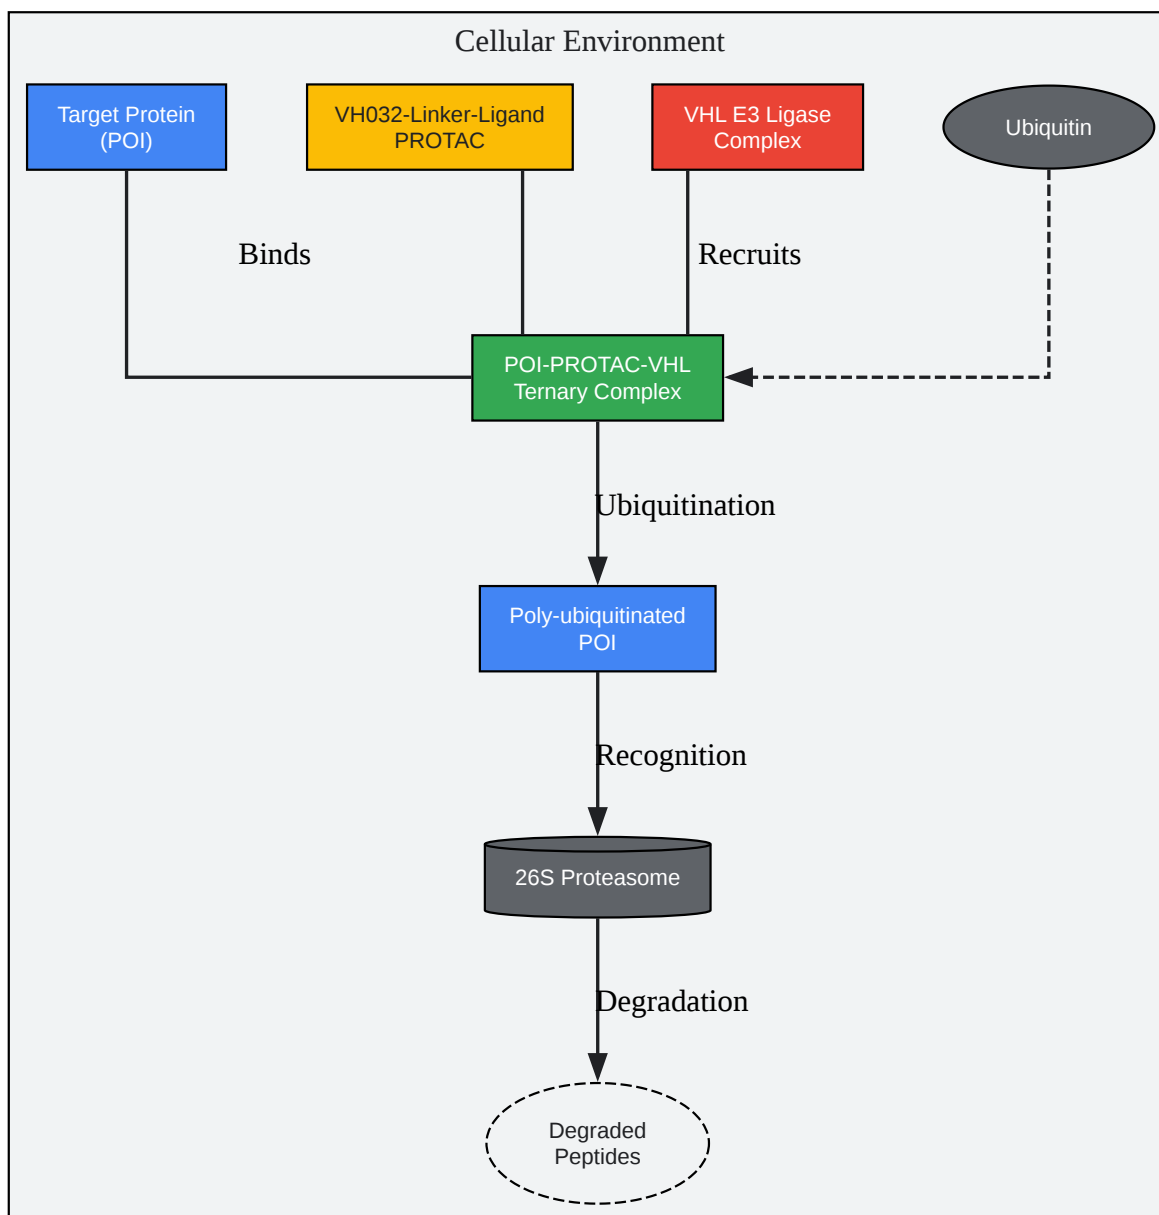 Cellular Environment
Target Protein
(POI)
VH032-Linker-Ligand
PROTAC
VHL E3 Ligase
Complex
Ubiquitin
Binds
Recruits
POI-PROTAC-VHL
Ternary Complex
Ubiquitination
Poly-ubiquitinated
POI
Recognition
26S Proteasome
Degradation
Degraded
Peptides